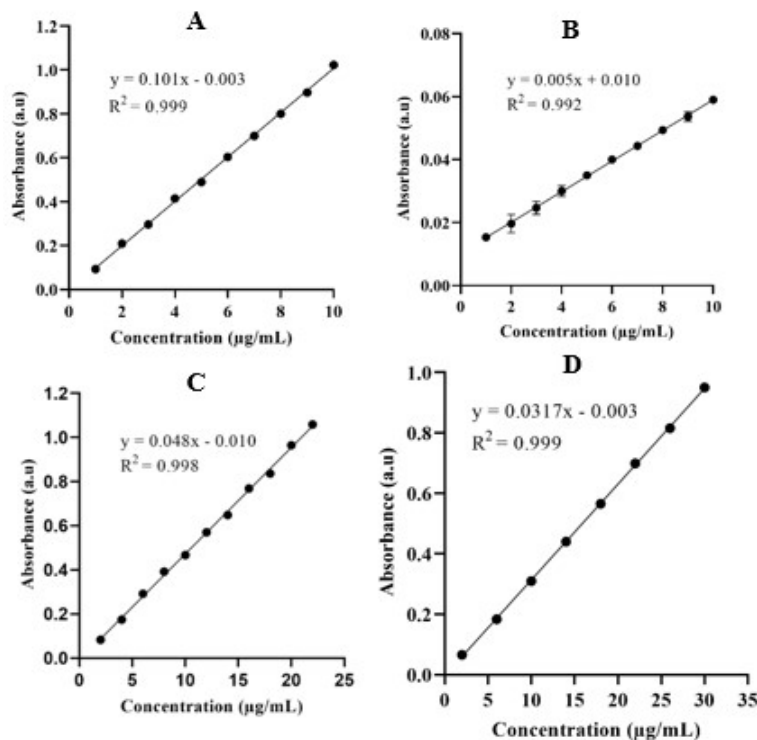 A
y = 0.101x - 0.003
R² = 0.999
Absorbance (a.u)
1.2
1.0
0.8
0.6
0.4
0.2
0.0
0 2 4 6 8 10
Concentration (µg/mL)
B
y = 0.005x + 0.010
R² = 0.992
Absorbance (a.u)
0.08
0.06
0.04
0.02
0.00
0 2 4 6 8 10
Concentration (µg/mL)
C
y = 0.048x - 0.010
R² = 0.998
Absorbance (a.u)
1.2
1.0
0.8
0.6
0.4
0.2
0.0
0 5 10 15 20 25
Concentration (µg/mL)
D
y = 0.0317x - 0.003
R² = 0.999
Absorbance (a.u)
1.0
0.8
0.6
0.4
0.2
0.0
0 5 10 15 20 25 30 35
Concentration (µg/mL)